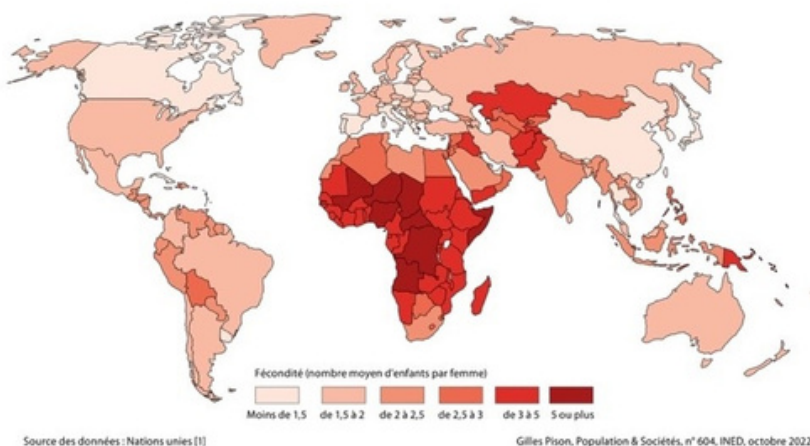 Fécondité (nombre moyen d'enfants par femme)
Moins de 1,5 de 1,5 à 2 de 2 à 2,5 de 2,5 à 3 de 3 à 5 5 ou plus
Source des données : Nations unies [1] Gilles Pison, Population & Sociétés, n° 604, INED, octobre 2022